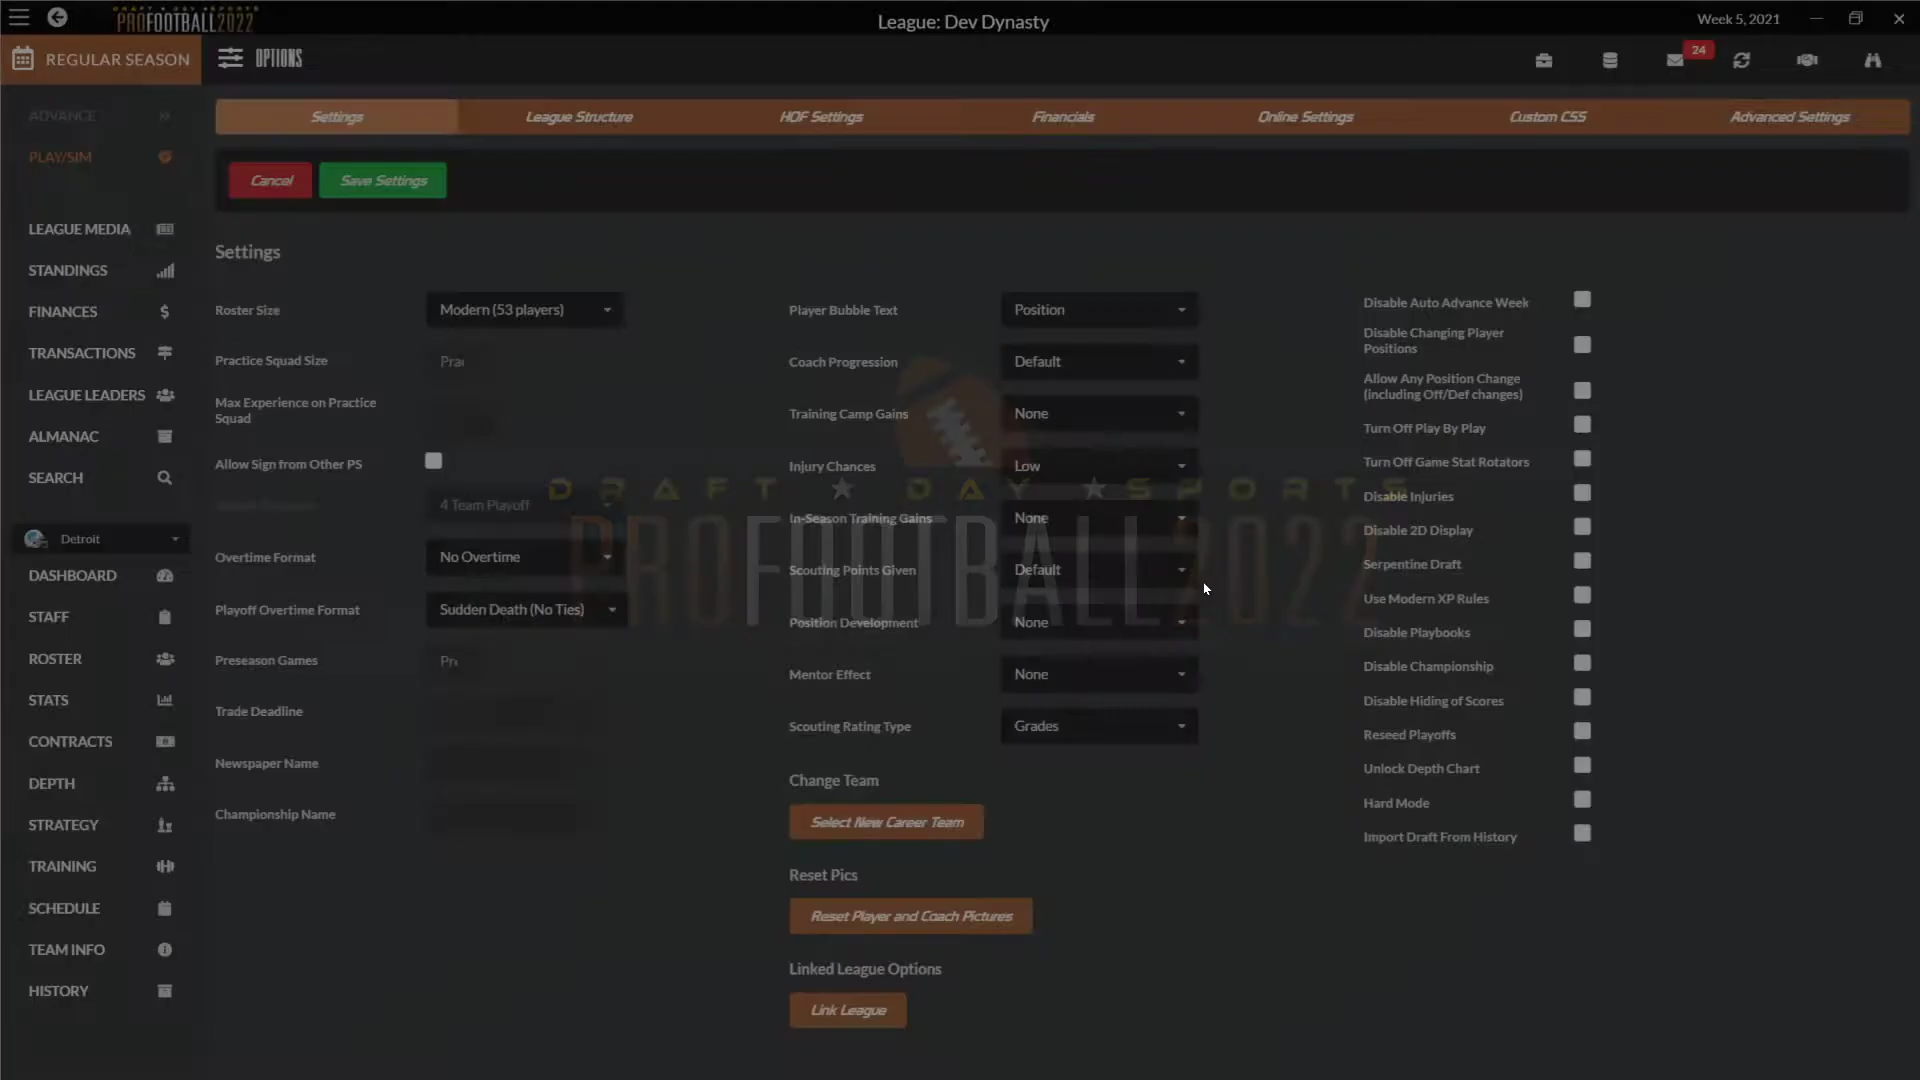 DRAFT ★ DAY ★ SPORTS
PROFOOTBALL2022
League: Dev Dynasty
Week 5, 2021
REGULAR SEASON
OPTIONS
24
ADVANCE
PLAY/SIM
LEAGUE MEDIA
STANDINGS
FINANCES
TRANSACTIONS
LEAGUE LEADERS
ALMANAC
SEARCH
Detroit
DASHBOARD
STAFF
ROSTER
STATS
CONTRACTS
DEPTH
STRATEGY
TRAINING
SCHEDULE
TEAM INFO
HISTORY
Settings
League Structure
HOF Settings
Financials
Online Settings
Custom CSS
Advanced Settings
Cancel
Save Settings
Settings
Roster Size
Modern (53 players)
Practice Squad Size
Prac
Max Experience on Practice
Squad
Allow Sign from Other PS
4 Team Playoff
Overtime Format
No Overtime
Playoff Overtime Format
Sudden Death (No Ties)
Preseason Games
Pre
Trade Deadline
Newspaper Name
Championship Name
Player Bubble Text
Position
Coach Progression
Default
Training Camp Gains
None
Injury Chances
Low
In-Season Training Gains
None
Scouting Points Given
Default
Position Development
None
Mentor Effect
None
Scouting Rating Type
Grades
Change Team
Select New Career Team
Reset Pics
Reset Player and Coach Pictures
Linked League Options
Link League
Disable Auto Advance Week
Disable Changing Player
Positions
Allow Any Position Change
(including Off/Def changes)
Turn Off Play By Play
Turn Off Game Stat Rotators
Disable Injuries
Disable 2D Display
Serpentine Draft
Use Modern XP Rules
Disable Playbooks
Disable Championship
Disable Hiding of Scores
Reseed Playoffs
Unlock Depth Chart
Hard Mode
Import Draft From History
DRAFT ★ DAY ★ SPORTS
PROFOOTBALL2022